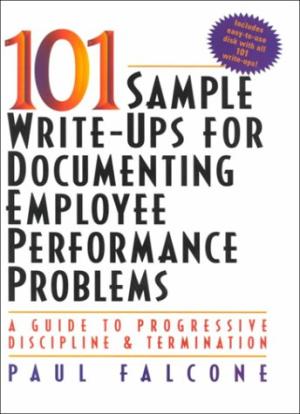 Includes
easy-to-use
disk with all
101
write-ups!
101 SAMPLE
WRITE-UPS FOR
DOCUMENTING
EMPLOYEE
PERFORMANCE
PROBLEMS
A GUIDE TO PROGRESSIVE
DISCIPLINE & TERMINATION
PAUL FALCONE